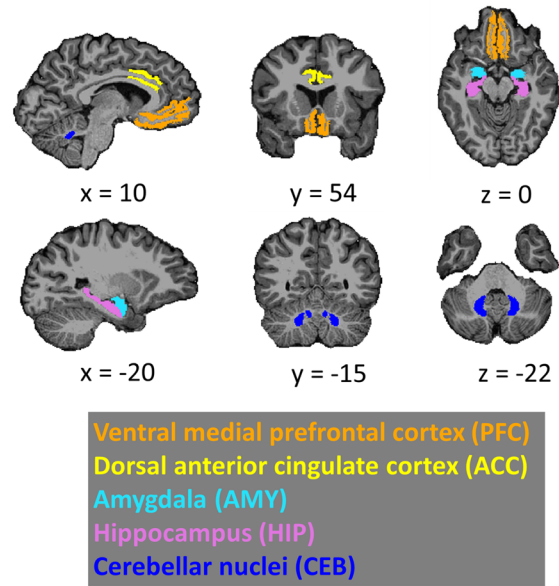 x = 10
y = 54
z = 0
x = -20
y = -15
z = -22
Ventral medial prefrontal cortex (PFC)
Dorsal anterior cingulate cortex (ACC)
Amygdala (AMY)
Hippocampus (HIP)
Cerebellar nuclei (CEB)